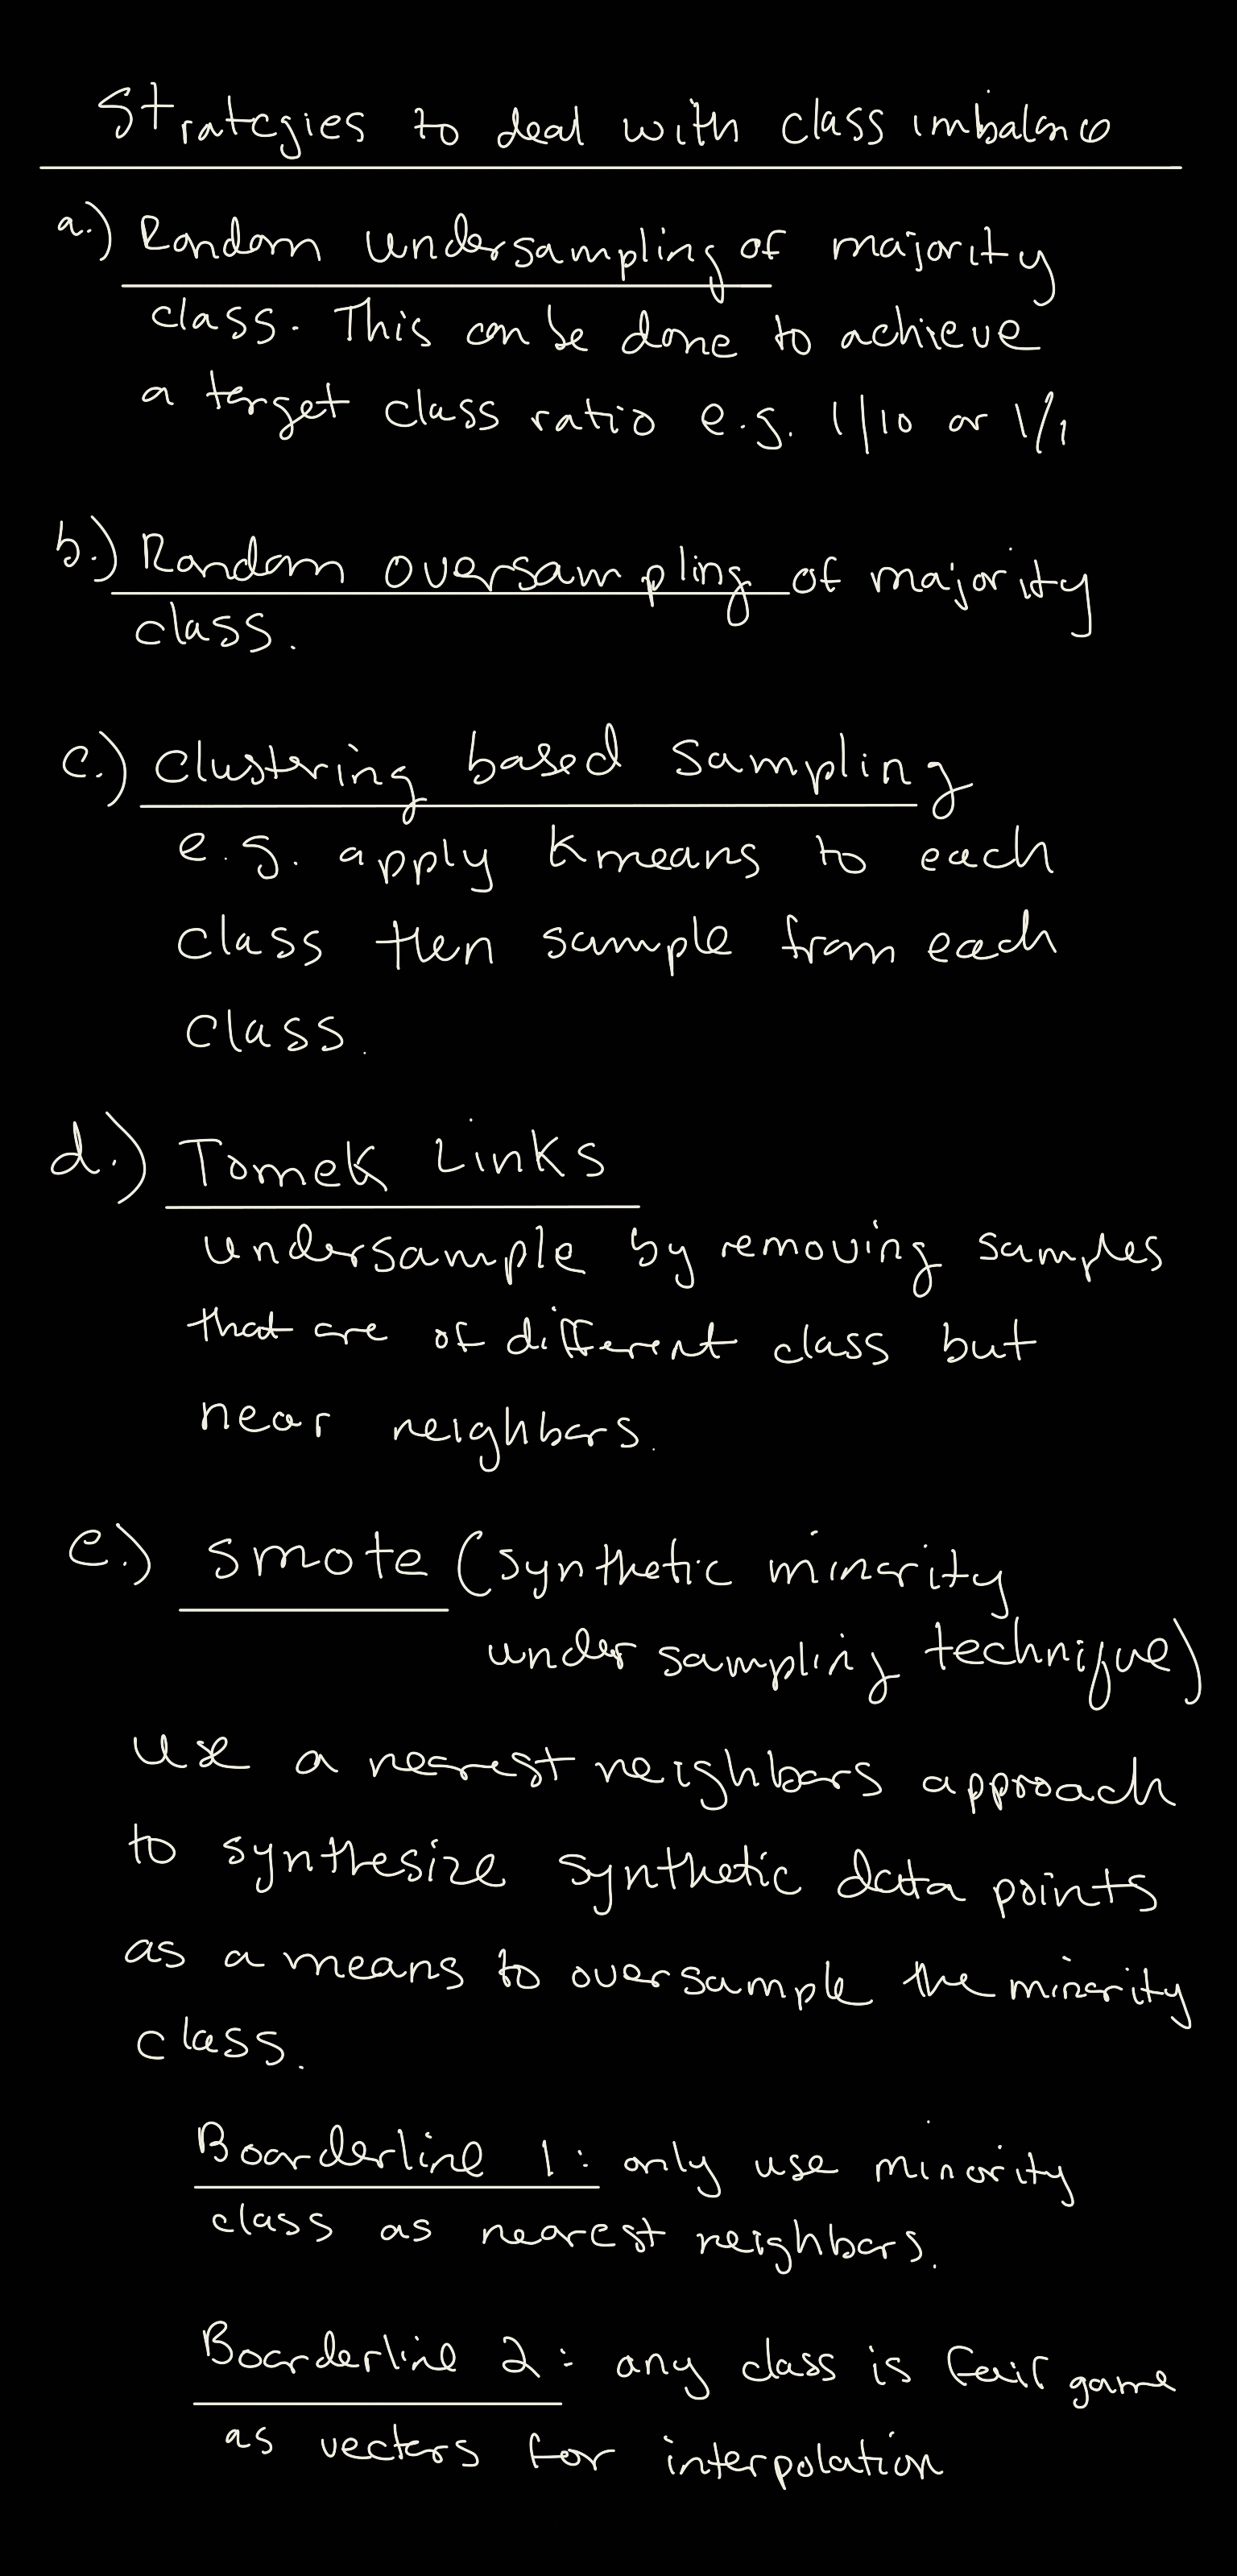 Strategies to deal with class imbalance
a.) Random undersampling of majority
class. This can be done to achieve
a target class ratio e.g. 1/10 or 1/1
b.) Random oversampling of majority
class.
c.) Clustering based sampling
e.g. apply Kmeans to each
class then sample from each
class.
d.) Tomek Links
undersample by removing samples
that are of different class but
near neighbors.
e.) smote (synthetic minority
under sampling technique)
use a nearest neighbors approach
to synthesize synthetic data points
as a means to oversample the minority
class.
Boarderline 1: only use minority
class as nearest neighbors.
Boarderline 2: any class is fair game
as vectors for interpolation